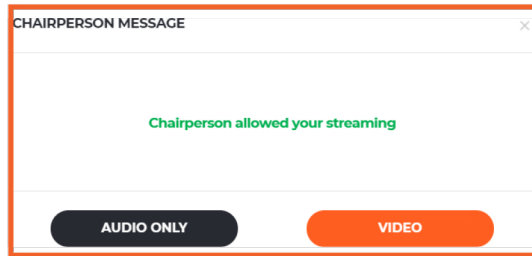 CHAIRPERSON MESSAGE
Chairperson allowed your streaming
AUDIO ONLY
VIDEO